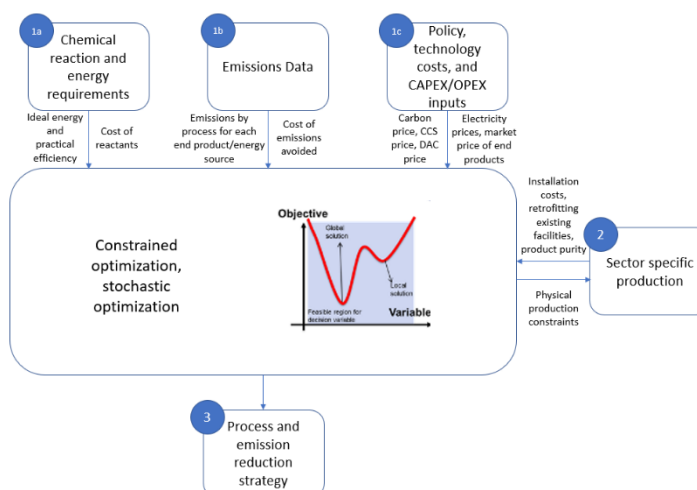 1a
Chemical
reaction and
energy
requirements
1b
Emissions Data
1c
Policy,
technology
costs, and
CAPEX/OPEX
inputs
Ideal energy
and
practical
efficiency
Cost of
reactants
Emissions by
process for each
end product/energy
source
Cost of
emissions
avoided
Carbon
price, CCS
price, DAC
price
Electricity
prices, market
price of end
products
Constrained
optimization,
stochastic
optimization
Objective
Global
solution
Local
solution
Feasible region for
decision variable
Variable
Installation
costs,
retrofitting
existing
facilities,
product purity
Physical
production
constraints
2
Sector specific
production
3
Process and
emission
reduction
strategy